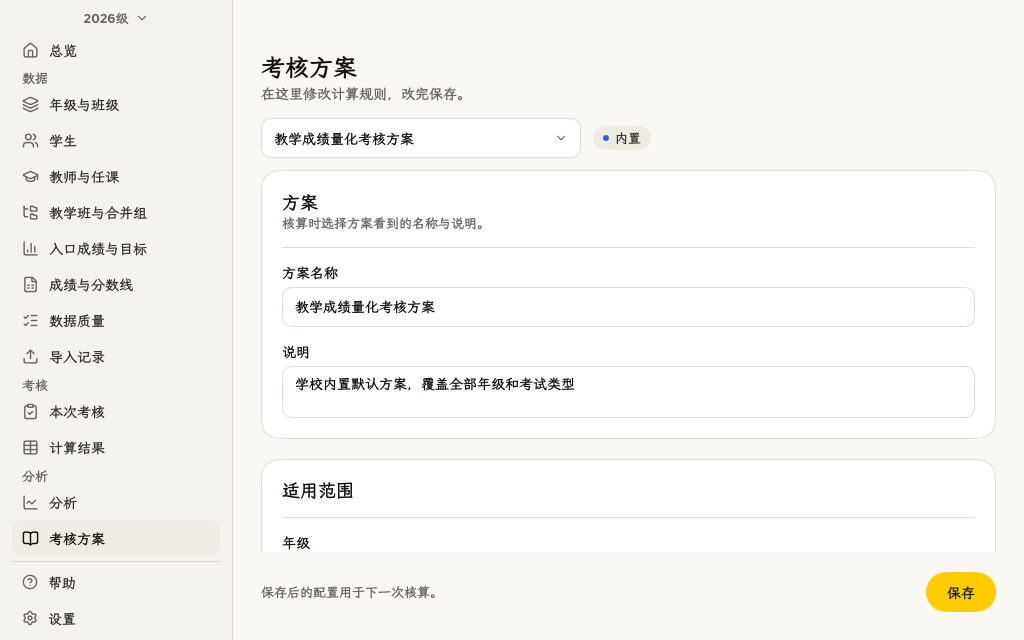 2026级
总览
数据
年级与班级
学生
教师与任课
教学班与合并组
入口成绩与目标
成绩与分数线
数据质量
导入记录
考核
本次考核
计算结果
分析
分析
考核方案
帮助
设置
考核方案
在这里修改计算规则，改完保存。
教学成绩量化考核方案
内置
方案
核算时选择方案看到的名称与说明。
方案名称
教学成绩量化考核方案
说明
学校内置默认方案，覆盖全部年级和考试类型
适用范围
年级
保存后的配置用于下一次核算。
保存